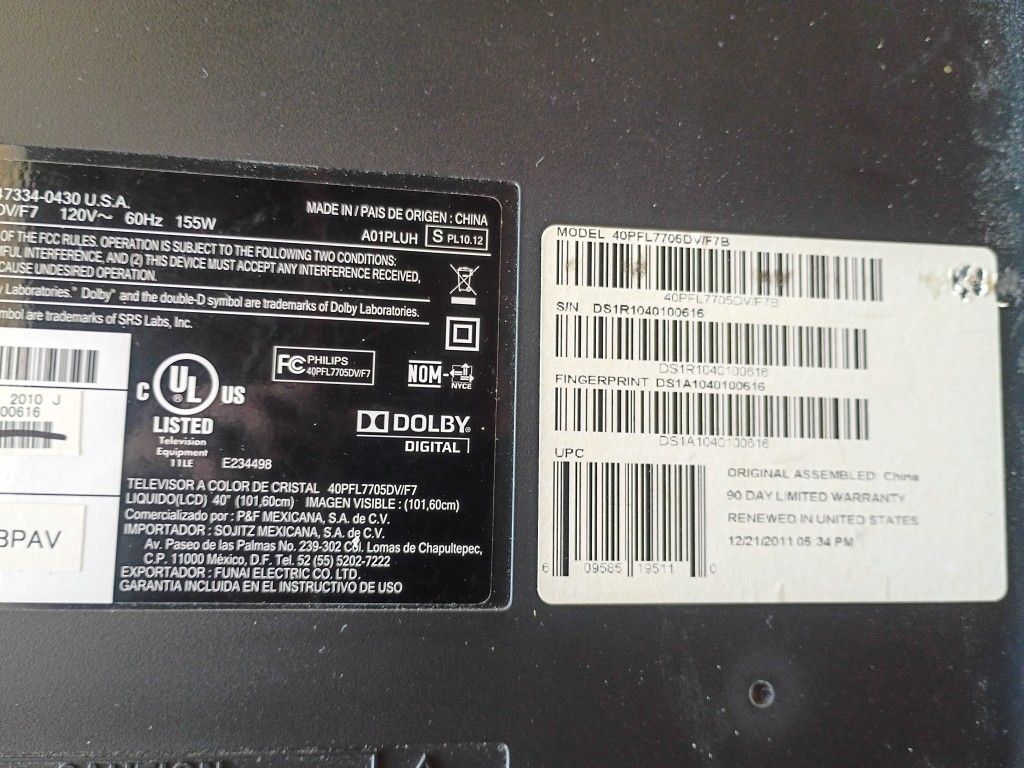 47334-0430 U.S.A.
DV/F7 120V~ 60Hz 155W
MADE IN / PAIS DE ORIGEN : CHINA
A01PLUH S PL10.12
OF THE FCC RULES. OPERATION IS SUBJECT TO THE FOLLOWING TWO CONDITIONS:
INTERFERENCE, AND (2) THIS DEVICE MUST ACCEPT ANY INTERFERENCE RECEIVED,
CAUSE UNDESIRED OPERATION.
Laboratories." Dolby" and the double-D symbol are trademarks of Dolby Laboratories.
are trademarks of SRS Labs, Inc.
2010 J
00616
BPAV
C UL US
®
LISTED
Television
Equipment
11LE E234498
FC PHILIPS
40PFL7705DV/F7
NOM
NYCE
DOLBY®
DIGITAL
TELEVISOR A COLOR DE CRISTAL 40PFL7705DV/F7
LIQUIDO(LCD) 40" (101,60cm) IMAGEN VISIBLE : (101,60cm)
Comercializado por : P&F MEXICANA, S.A. de C.V.
IMPORTADOR : SOJITZ MEXICANA, S.A. de C.V.
Av. Paseo de las Palmas No. 239-302 Col. Lomas de Chapultepec,
C.P. 11000 México, D.F. Tel. 52 (55) 5202-7222
EXPORTADOR : FUNAI ELECTRIC CO. LTD.
GARANTIA INCLUIDA EN EL INSTRUCTIVO DE USO
MODEL 40PFL7705DV/F7B
40PFL7705DV/F7B
S/N DS1R1040100616
DS1R1040100616
FINGERPRINT DS1A1040100616
DS1A1040100616
UPC
6 09585 19511 0
ORIGINAL ASSEMBLED: China
90 DAY LIMITED WARRANTY
RENEWED IN UNITED STATES
12/21/2011 05:34 PM